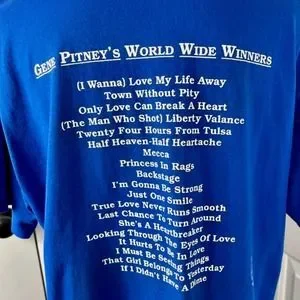 GENE PITNEY'S WORLD WIDE WINNERS
(I Wanna) Love My Life Away
Town Without Pity
Only Love Can Break A Heart
(The Man Who Shot) Liberty Valance
Twenty Four Hours From Tulsa
Half Heaven-Half Heartache
Mecca
Princess In Rags
Backstage
I'm Gonna Be Strong
Just One Smile
True Love Never Runs Smooth
Last Chance To Turn Around
She's A Heartbreaker
Looking Through The Eyes Of Love
It Hurts To Be In Love
I Must Be Seeing Things
That Girl Belongs To Yesterday
If I Didn't Have A Dime